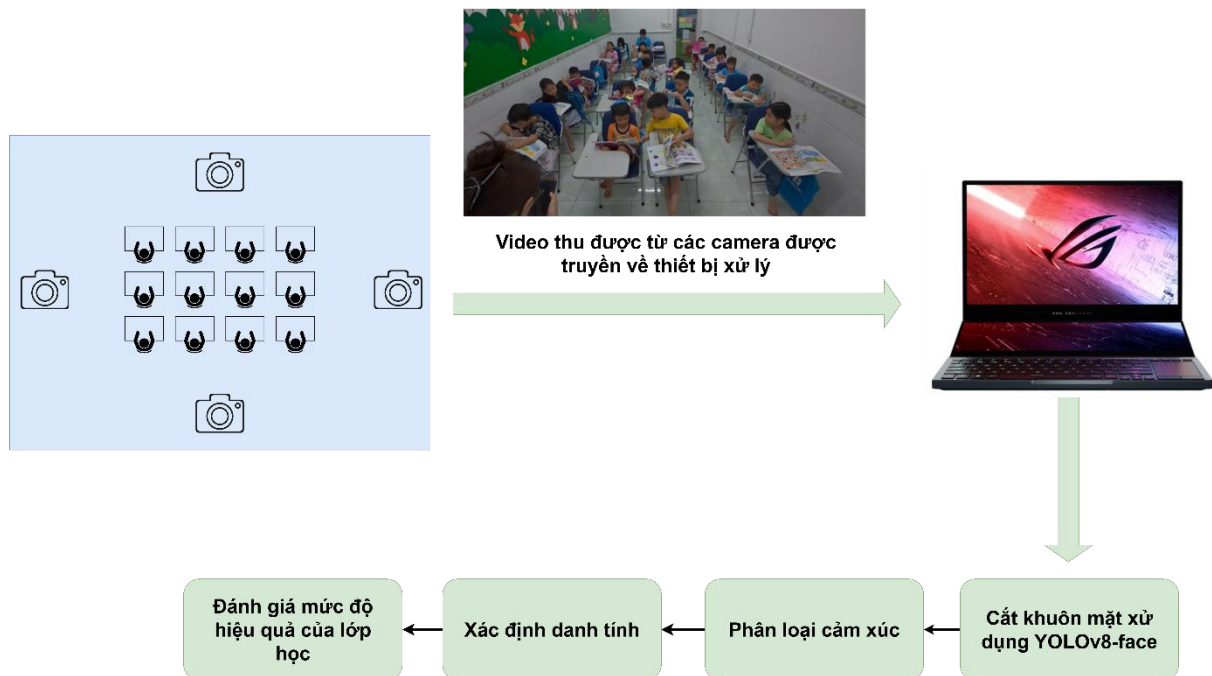 Video thu được từ các camera được
truyền về thiết bị xử lý
Đánh giá mức độ
hiệu quả của lớp
học
Xác định danh tính
Phân loại cảm xúc
Cắt khuôn mặt xử
dụng YOLOv8-face